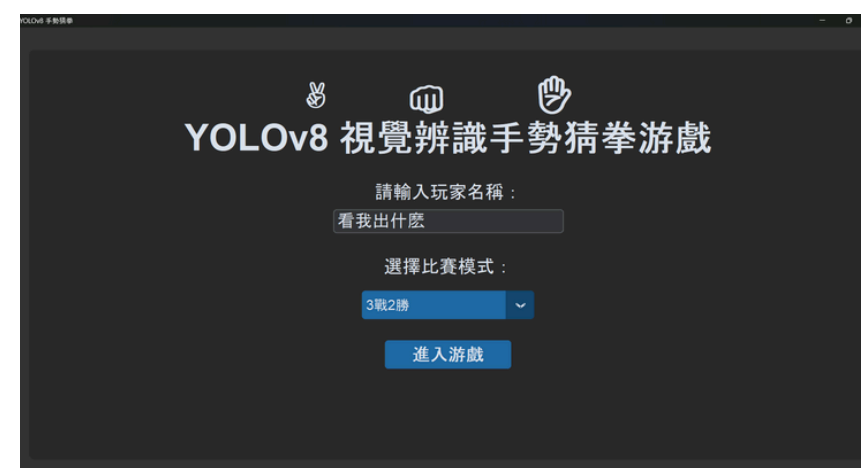 YOLOv8 手勢猜拳
YOLOv8 視覺辨識手勢猜拳游戲
請輸入玩家名稱：
看我出什麽
選擇比賽模式：
3戰2勝
進入游戲